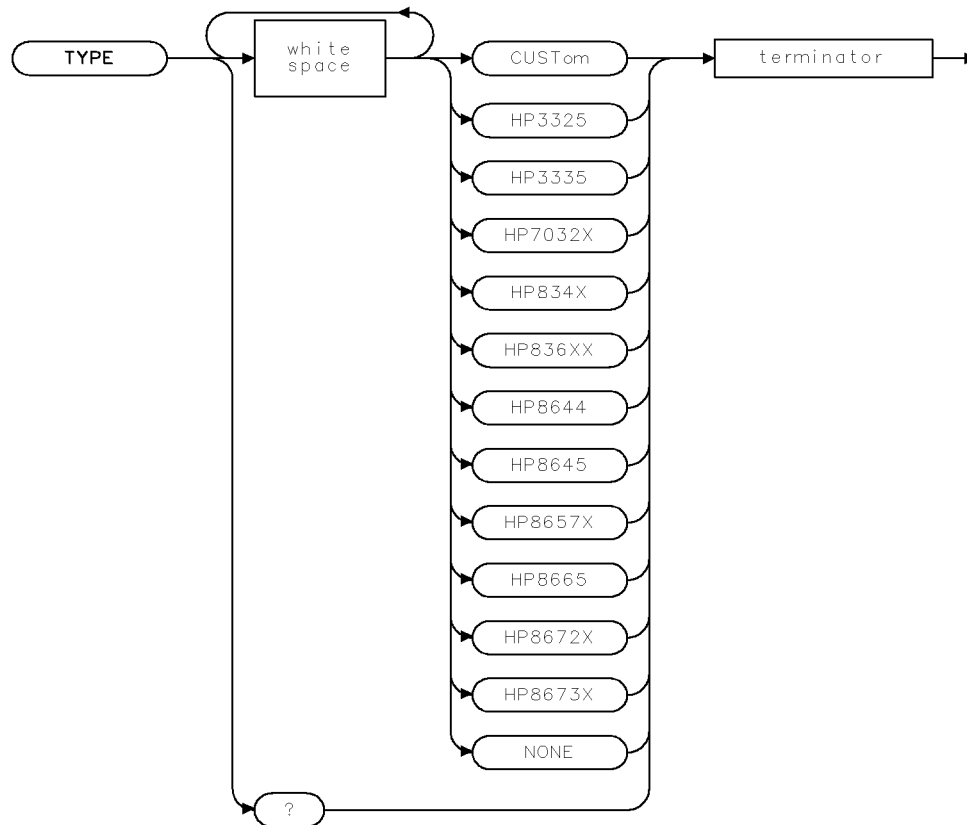 TYPE
white
space
CUSTom
terminator
HP3325
HP3335
HP7032X
HP834X
HP836XX
HP8644
HP8645
HP8657X
HP8665
HP8672X
HP8673X
NONE
?